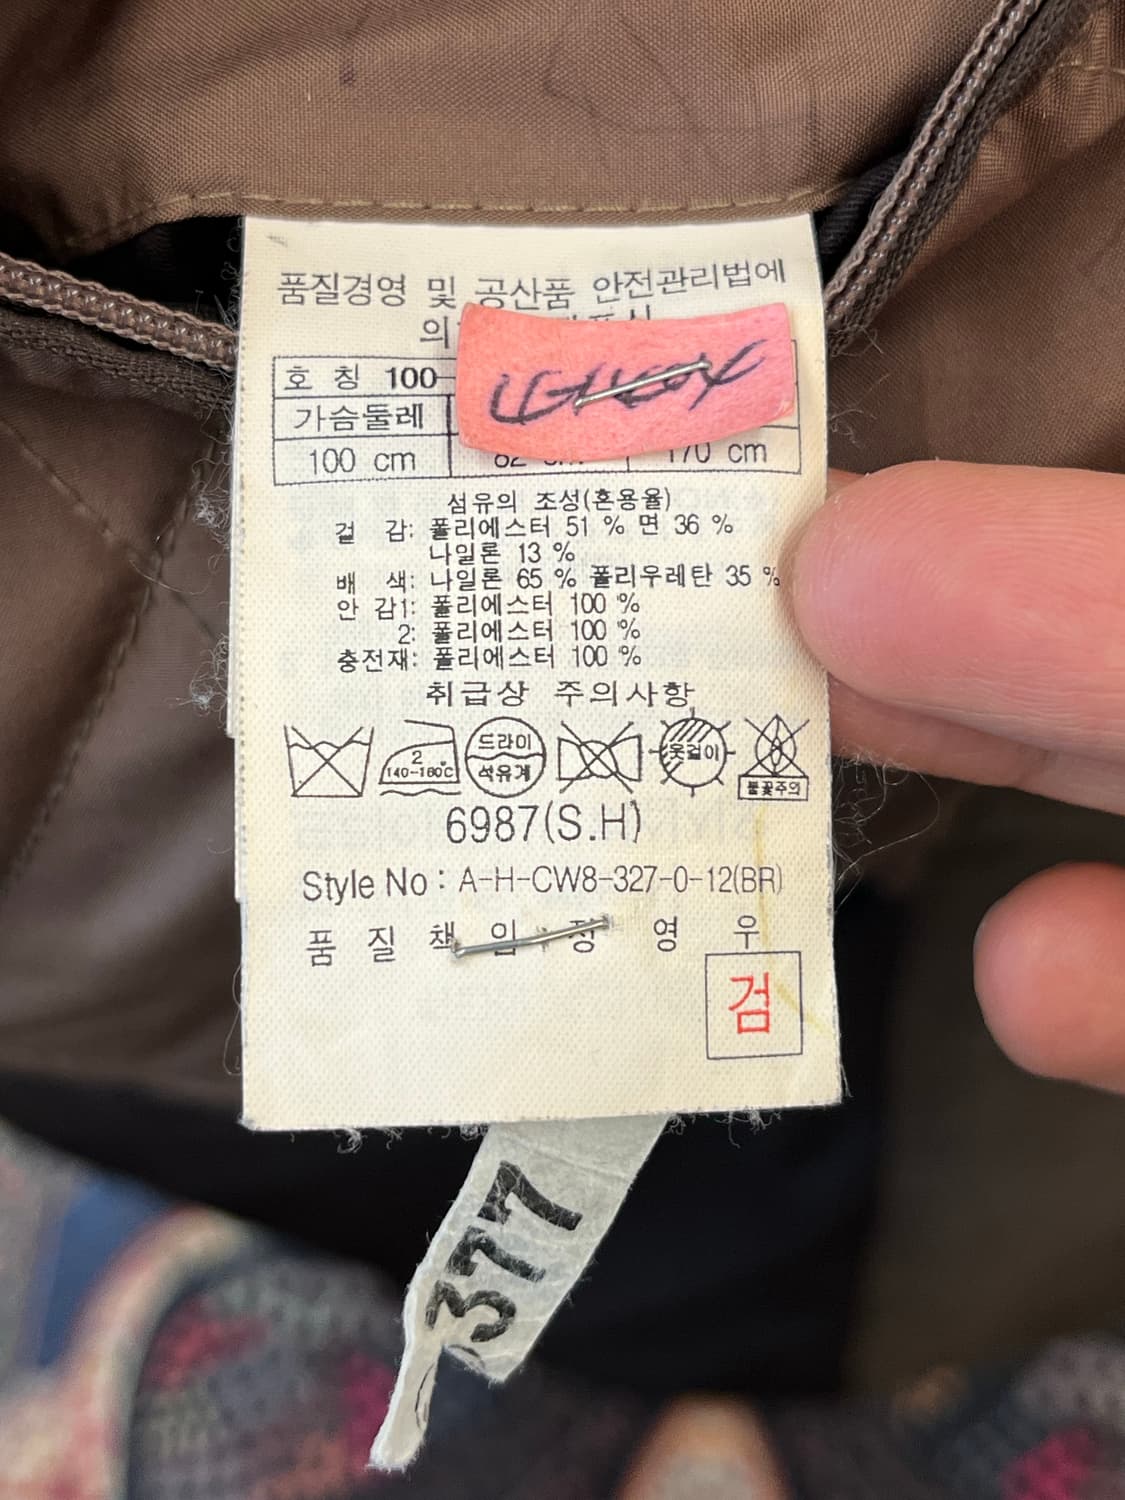 품질경영 및 공산품 안전관리법에
의
호 칭 100-
가슴둘레
100 cm 82 cm 170 cm
섬유의 조성(혼용율)
겉 감: 폴리에스터 51 % 면 36 %
나일론 13 %
배 색: 나일론 65 % 폴리우레탄 35 %
안 감1: 폴리에스터 100 %
2: 폴리에스터 100 %
충전재: 폴리에스터 100 %
취급상 주의사항
2 140-160℃ 드라이 석유계 옷걸이 불꽃주의
6987(S.H)
Style No : A-H-CW8-327-0-12(BR)
품 질 책 임 : 정 영 우
검
377